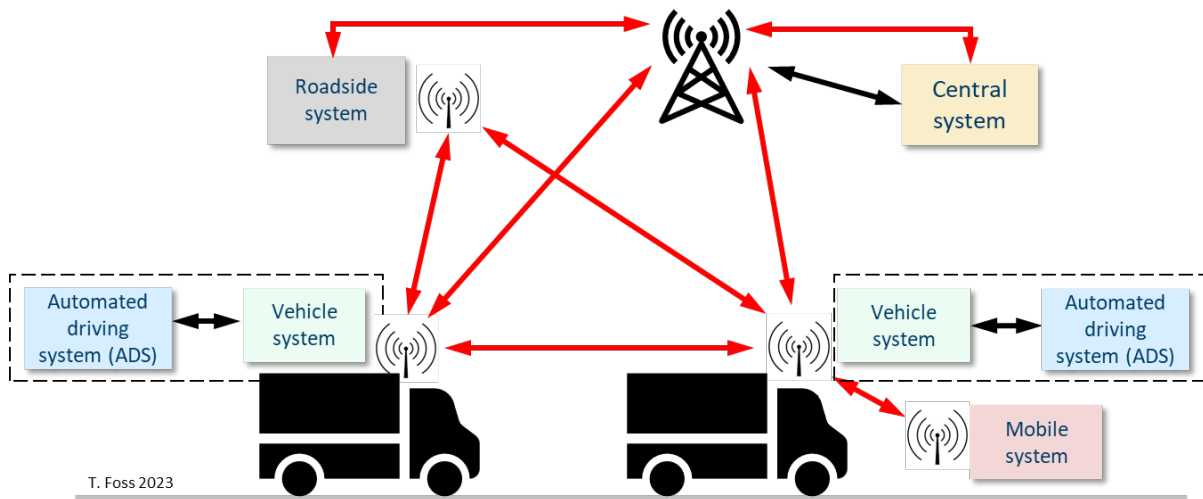 Roadside
system
Central
system
Automated
driving
system (ADS)
Vehicle
system
Vehicle
system
Automated
driving
system (ADS)
Mobile
system
T. Foss 2023